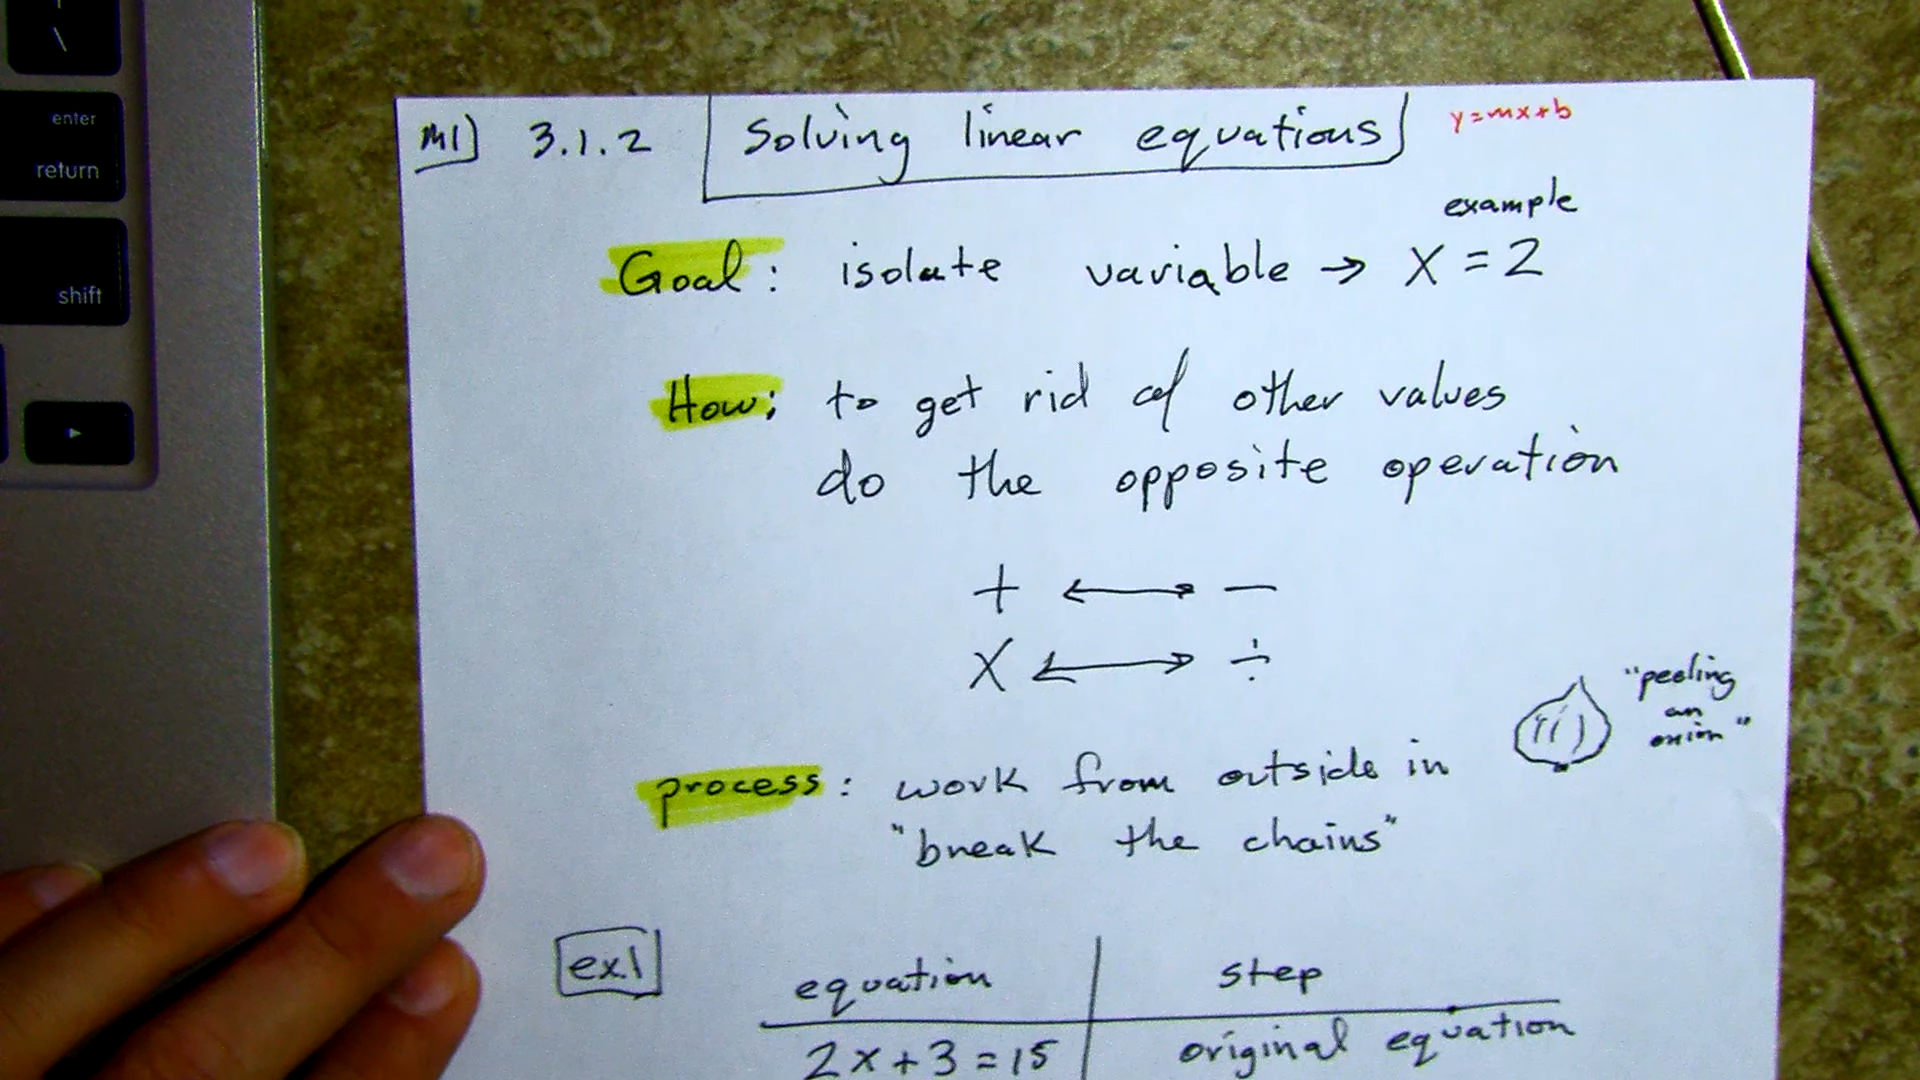 \
enter
return
shift
M1) 3.1.2 Solving linear equations y=mx+b
example
Goal: isolate variable → x = 2
How: to get rid of other values
do the opposite operation
+ ↔ −
X ↔ ÷
"peeling
an
onion"
process: work from outside in
"break the chains"
ex.1
equation | step
2x+3=15 | original equation